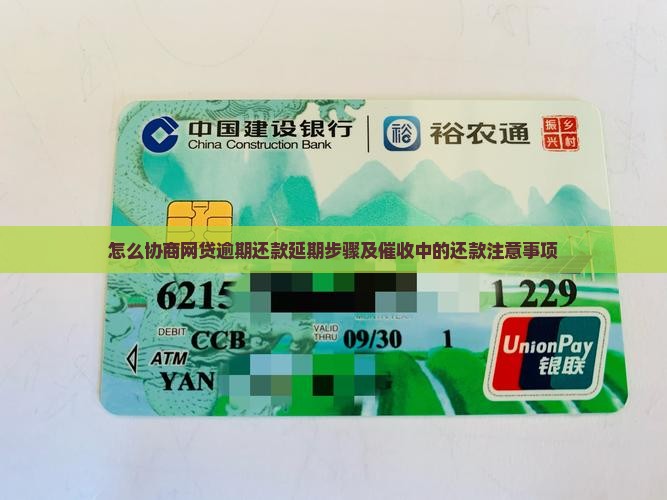 中国建设银行 裕 裕农通 振乡
China Construction Bank 兴村
怎么协商网贷逾期还款延期步骤及催收中的还款注意事项
6215 1 229
DEBIT CCB VALID THRU 09/30 1
ATM
YAN
UnionPay
银联